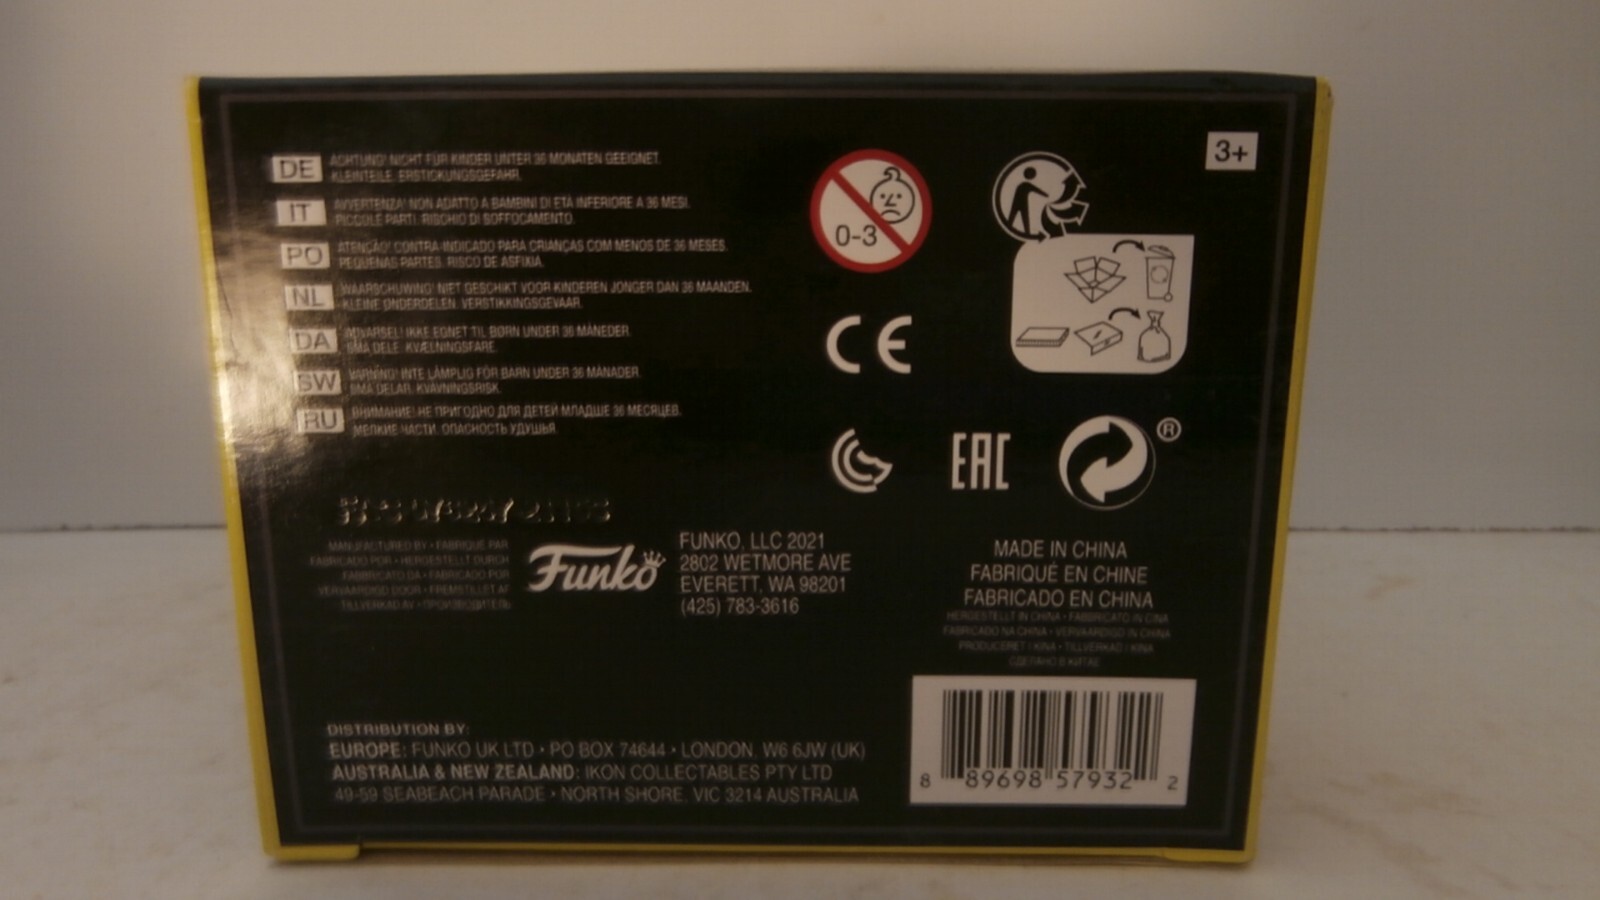 DE
ACHTUNG! NICHT FÜR KINDER UNTER 36 MONATEN GEEIGNET.
KLEINTEILE. ERSTICKUNGSGEFAHR.
IT
AVVERTENZA! NON ADATTO A BAMBINI DI ETÀ INFERIORE A 36 MESI.
PICCOLE PARTI. RISCHIO DI SOFFOCAMENTO.
PO
ATENÇÃO! CONTRA-INDICADO PARA CRIANÇAS COM MENOS DE 36 MESES.
PEQUENAS PARTES. RISCO DE ASFIXIA.
NL
WAARSCHUWING! NIET GESCHIKT VOOR KINDEREN JONGER DAN 36 MAANDEN.
KLEINE ONDERDELEN. VERSTIKKINGSGEVAAR.
DA
ADVARSEL! IKKE EGNET TIL BØRN UNDER 36 MÅNEDER.
SMÅ DELE. KVÆLNINGSFARE.
SW
VARNING! INTE LÄMPLIG FÖR BARN UNDER 36 MÅNADER.
SMÅ DELAR. KVÄVNINGSRISK.
RU
ВНИМАНИЕ! НЕ ПРИГОДНО ДЛЯ ДЕТЕЙ МЛАДШЕ 36 МЕСЯЦЕВ.
МЕЛКИЕ ЧАСТИ. ОПАСНОСТЬ УДУШЬЯ.
0-3
3+
CE
EAC
®
MANUFACTURED BY • FABRIQUÉ PAR
FABRICADO POR • HERGESTELLT DURCH
FABBRICATO DA • FABRICADO POR
VERVAARDIGD DOOR • FREMSTILLET AF
TILLVERKAD AV • ПРОИЗВОДИТЕЛЬ
Funko
FUNKO, LLC 2021
2802 WETMORE AVE
EVERETT, WA 98201
(425) 783-3616
MADE IN CHINA
FABRIQUÉ EN CHINE
FABRICADO EN CHINA
HERGESTELLT IN CHINA • FABBRICATO IN CINA
FABRICADO NA CHINA • VERVAARDIGD IN CHINA
PRODUCERET I KINA • TILLVERKAD I KINA
СДЕЛАНО В КИТАЕ
DISTRIBUTION BY:
EUROPE: FUNKO UK LTD • PO BOX 74644 • LONDON, W6 6JW (UK)
AUSTRALIA & NEW ZEALAND: IKON COLLECTABLES PTY LTD
49-59 SEABEACH PARADE • NORTH SHORE, VIC 3214 AUSTRALIA
8 89698 57932 2